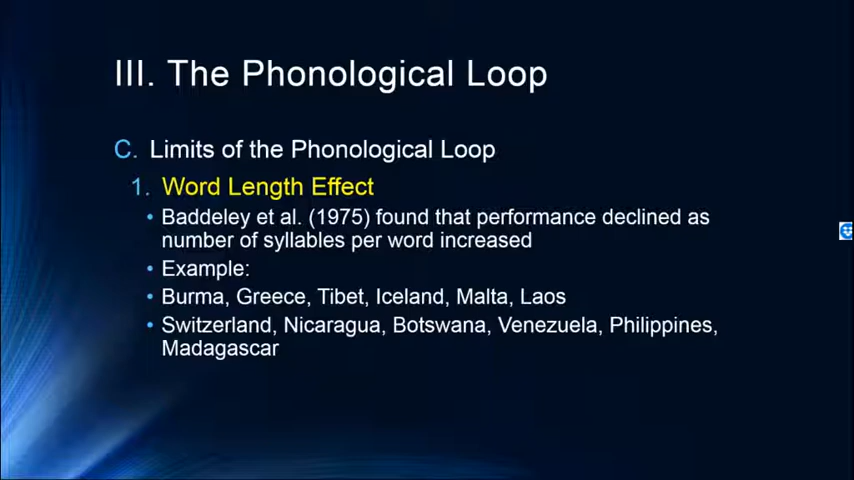 III. The Phonological Loop
C. Limits of the Phonological Loop
1. Word Length Effect
• Baddeley et al. (1975) found that performance declined as
number of syllables per word increased
• Example:
• Burma, Greece, Tibet, Iceland, Malta, Laos
• Switzerland, Nicaragua, Botswana, Venezuela, Philippines,
Madagascar